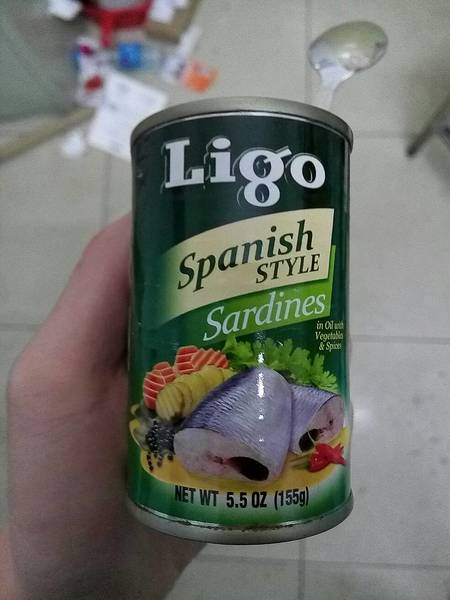 Ligo
Spanish
STYLE
Sardines
in Oil with
Vegetables
& Spices
NET WT 5.5 OZ (155g)